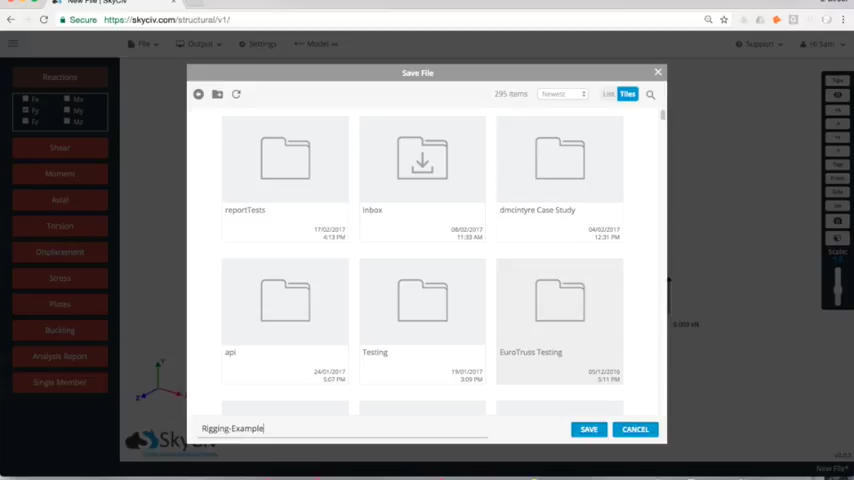 New File | SkyCiv
Secure https://skyciv.com/structural/v1/
File Output Settings Model Support Hi Sam
Save File
295 items Newest List Tiles
Reactions
Fx Mx
Fy My
Fz Mz
Shear
Moment
Axial
Torsion
Displacement
Stress
Plates
Buckling
Analysis Report
Single Member
reportTests
17/02/2017
4:13 PM
Inbox
08/02/2017
11:33 AM
dmcintyre Case Study
04/02/2017
12:31 PM
api
24/01/2017
5:07 PM
Testing
19/01/2017
3:09 PM
EuroTruss Testing
05/12/2016
5:11 PM
Rigging-Example
SAVE CANCEL
Scale:
0.009 kN
Y
X
Z
SkyCiv
New File*